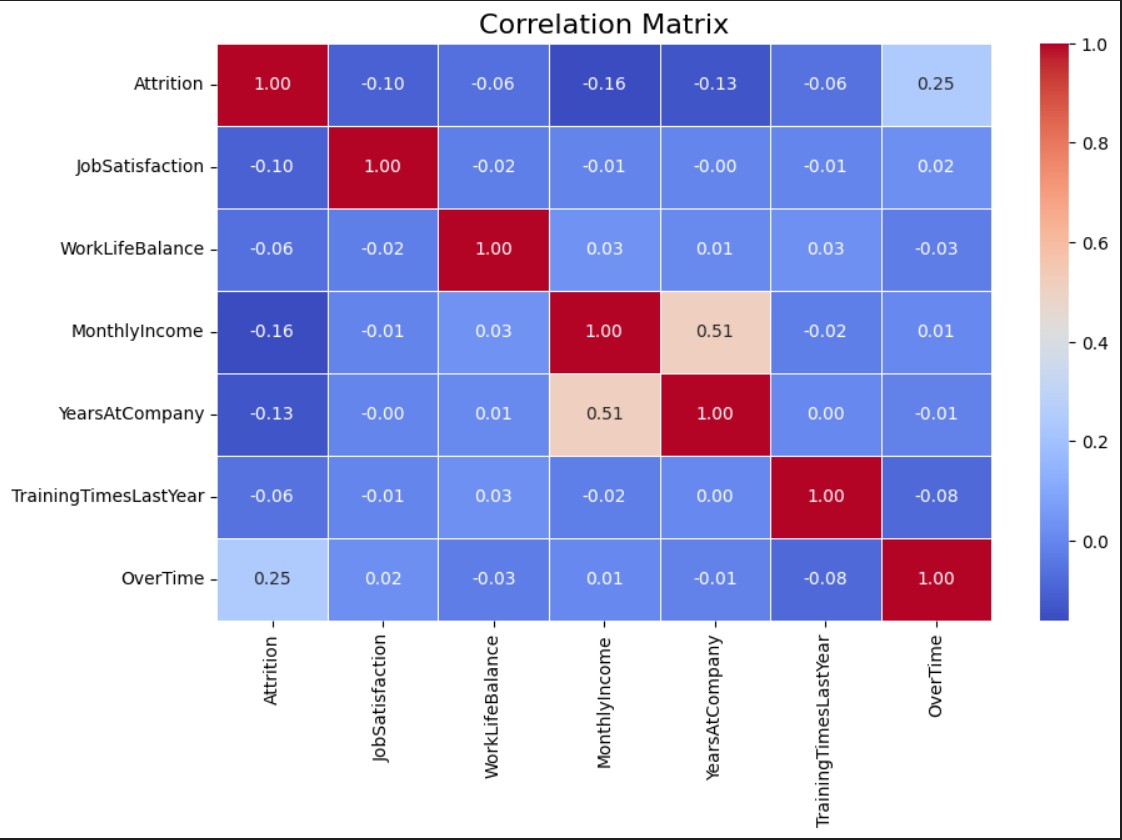 Correlation Matrix
Attrition 1.00 -0.10 -0.06 -0.16 -0.13 -0.06 0.25
JobSatisfaction -0.10 1.00 -0.02 -0.01 -0.00 -0.01 0.02
WorkLifeBalance -0.06 -0.02 1.00 0.03 0.01 0.03 -0.03
MonthlyIncome -0.16 -0.01 0.03 1.00 0.51 -0.02 0.01
YearsAtCompany -0.13 -0.00 0.01 0.51 1.00 0.00 -0.01
TrainingTimesLastYear -0.06 -0.01 0.03 -0.02 0.00 1.00 -0.08
OverTime 0.25 0.02 -0.03 0.01 -0.01 -0.08 1.00
Attrition
JobSatisfaction
WorkLifeBalance
MonthlyIncome
YearsAtCompany
TrainingTimesLastYear
OverTime
1.0
0.8
0.6
0.4
0.2
0.0